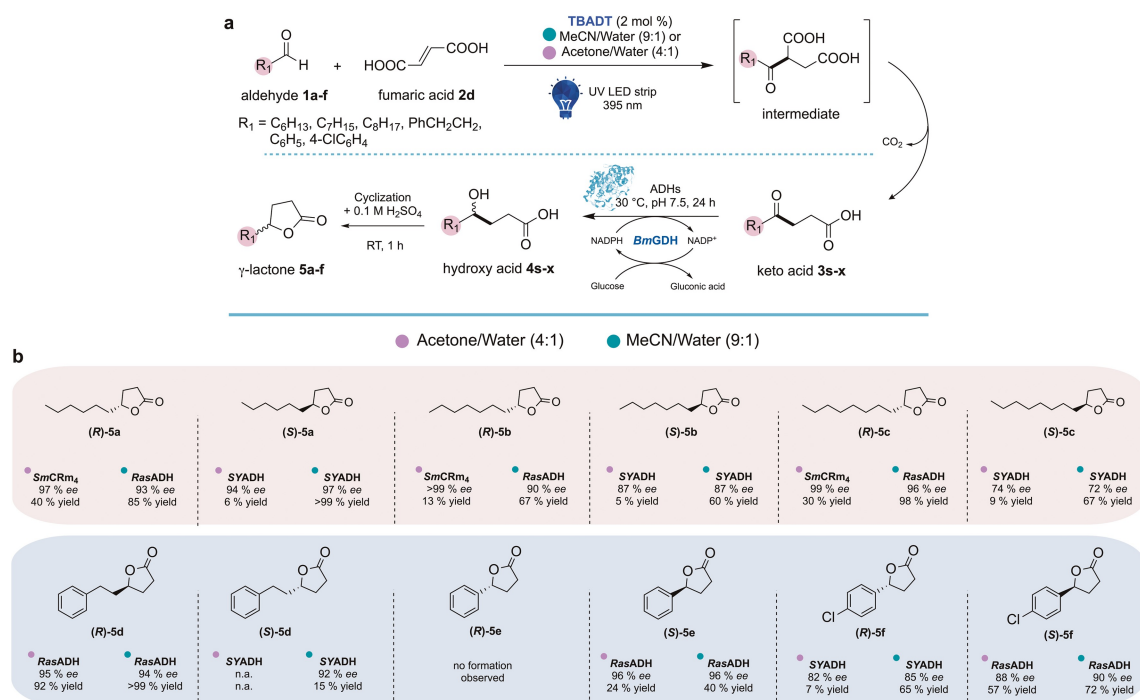 a
TBADT (2 mol %)
MeCN/Water (9:1) or
Acetone/Water (4:1)
R1
O
H
+
HOOC
COOH
UV LED strip
395 nm
COOH
R1
COOH
O
aldehyde 1a-f
fumaric acid 2d
intermediate
R1 = C6H13, C7H15, C8H17, PhCH2CH2,
C6H5, 4-ClC6H4
CO2
Cyclization
+ 0.1 M H2SO4
RT, 1 h
R1
O
O
OH
R1
OH
O
ADHs
30 °C, pH 7.5, 24 h
NADPH
BmGDH
NADP+
Glucose
Gluconic acid
O
R1
OH
O
γ-lactone 5a-f
hydroxy acid 4s-x
keto acid 3s-x
Acetone/Water (4:1)
MeCN/Water (9:1)
b
O
O
O
O
O
O
O
O
O
O
O
O
(R)-5a
(S)-5a
(R)-5b
(S)-5b
(R)-5c
(S)-5c
SmCRm4
97 % ee
40 % yield
RasADH
93 % ee
85 % yield
SYADH
94 % ee
6 % yield
SYADH
97 % ee
>99 % yield
SmCRm4
>99 % ee
13 % yield
RasADH
90 % ee
67 % yield
SYADH
87 % ee
5 % yield
SYADH
87 % ee
60 % yield
SmCRm4
99 % ee
30 % yield
RasADH
96 % ee
98 % yield
SYADH
74 % ee
9 % yield
SYADH
72 % ee
67 % yield
O
O
O
O
O
O
O
O
O
O
Cl
O
O
Cl
(R)-5d
(S)-5d
(R)-5e
(S)-5e
(R)-5f
(S)-5f
RasADH
95 % ee
92 % yield
RasADH
94 % ee
>99 % yield
SYADH
n.a.
n.a.
SYADH
92 % ee
15 % yield
no formation
observed
RasADH
96 % ee
24 % yield
RasADH
96 % ee
40 % yield
SYADH
82 % ee
7 % yield
SYADH
85 % ee
65 % yield
RasADH
88 % ee
57 % yield
RasADH
90 % ee
72 % yield